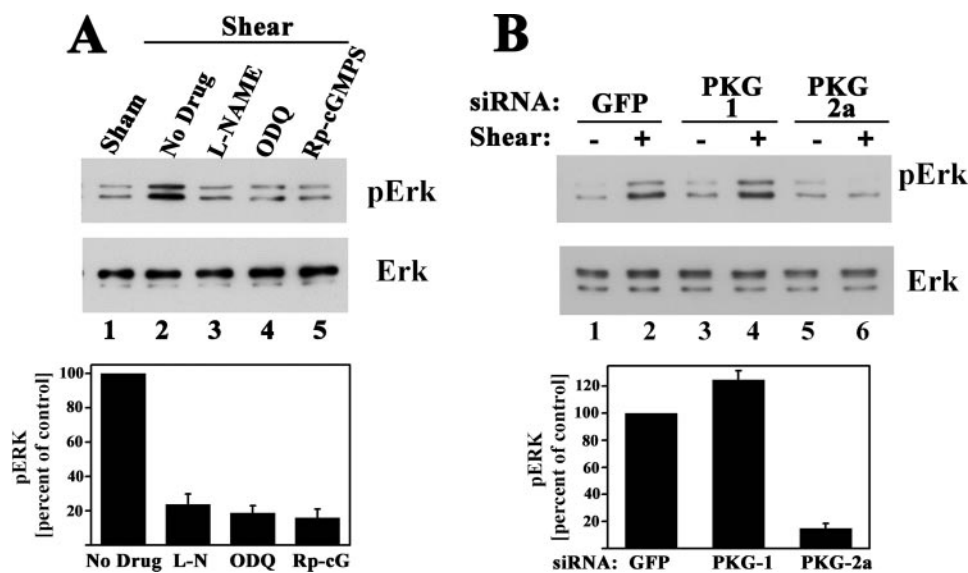 A
Shear
Sham
No Drug
L-NAME
ODQ
Rp-cGMPS
pErk
Erk
1 2 3 4 5
100
80
60
40
20
pERK
[percent of control]
No Drug L-N ODQ Rp-cG
B
siRNA: GFP PKG 1 PKG 2a
Shear: - + - + - +
pErk
Erk
1 2 3 4 5 6
120
100
80
60
40
20
pERK
[percent of control]
siRNA: GFP PKG-1 PKG-2a